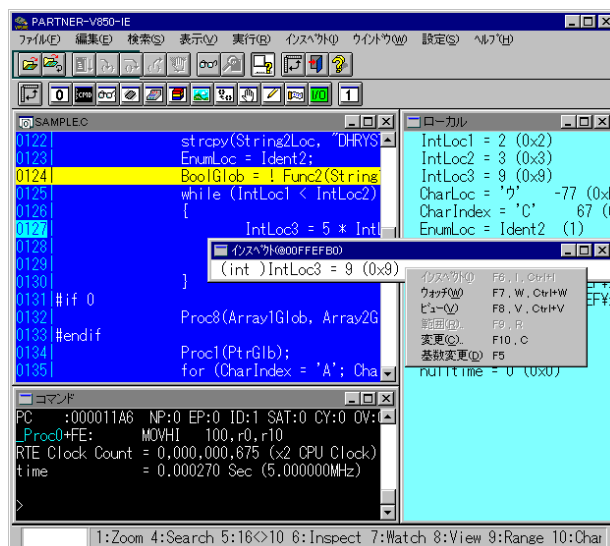 PARTNER-V850-IE
ファイル(F) 編集(E) 検索(S) 表示(V) 実行(R) インスペクト(I) ウインドウ(W) 設定(S) ヘルプ(H)
0 CMD I/O 1
SAMPLE.C
0122| strcpy(String2Loc, "DHRYS
0123| EnumLoc = Ident2;
0124| BoolGlob = ! Func2(String
0125| while (IntLoc1 < IntLoc2)
0126| {
0127| IntLoc3 = 5 * Intl
0128|
0129|
0130| }
0131|#if 0
0132| Proc8(Array1Glob, Array2G
0133|#endif
0134| Proc1(PtrGlb);
0135| for (CharIndex = 'A'; Cha
ローカル
IntLoc1 = 2 (0x2)
IntLoc2 = 3 (0x3)
IntLoc3 = 9 (0x9)
CharLoc = 'ウ' -77 (0x
CharIndex = 'C' 67 (
EnumLoc = Ident2 (1)
EF¥
nulltime = 0 (0x0)
インスペクト(@00FFEFB0)
(int )IntLoc3 = 9 (0x9)
インスペクト(I) F6, I, Ctrl+I
ウォッチ(W) F7, W, Ctrl+W
ビュー(V) F8, V, Ctrl+V
範囲(R).. F9, R
変更(C).. F10, C
基数変更(D) F5
コマンド
PC :000011A6 NP:0 EP:0 ID:1 SAT:0 CY:0 OV:
_Proc0+FE: MOVHI 100,r0,r10
RTE Clock Count = 0,000,000,675 (x2 CPU Clock)
time = 0.000270 Sec (5.000000MHz)
>
1:Zoom 4:Search 5:16<>10 6:Inspect 7:Watch 8:View 9:Range 10:Char